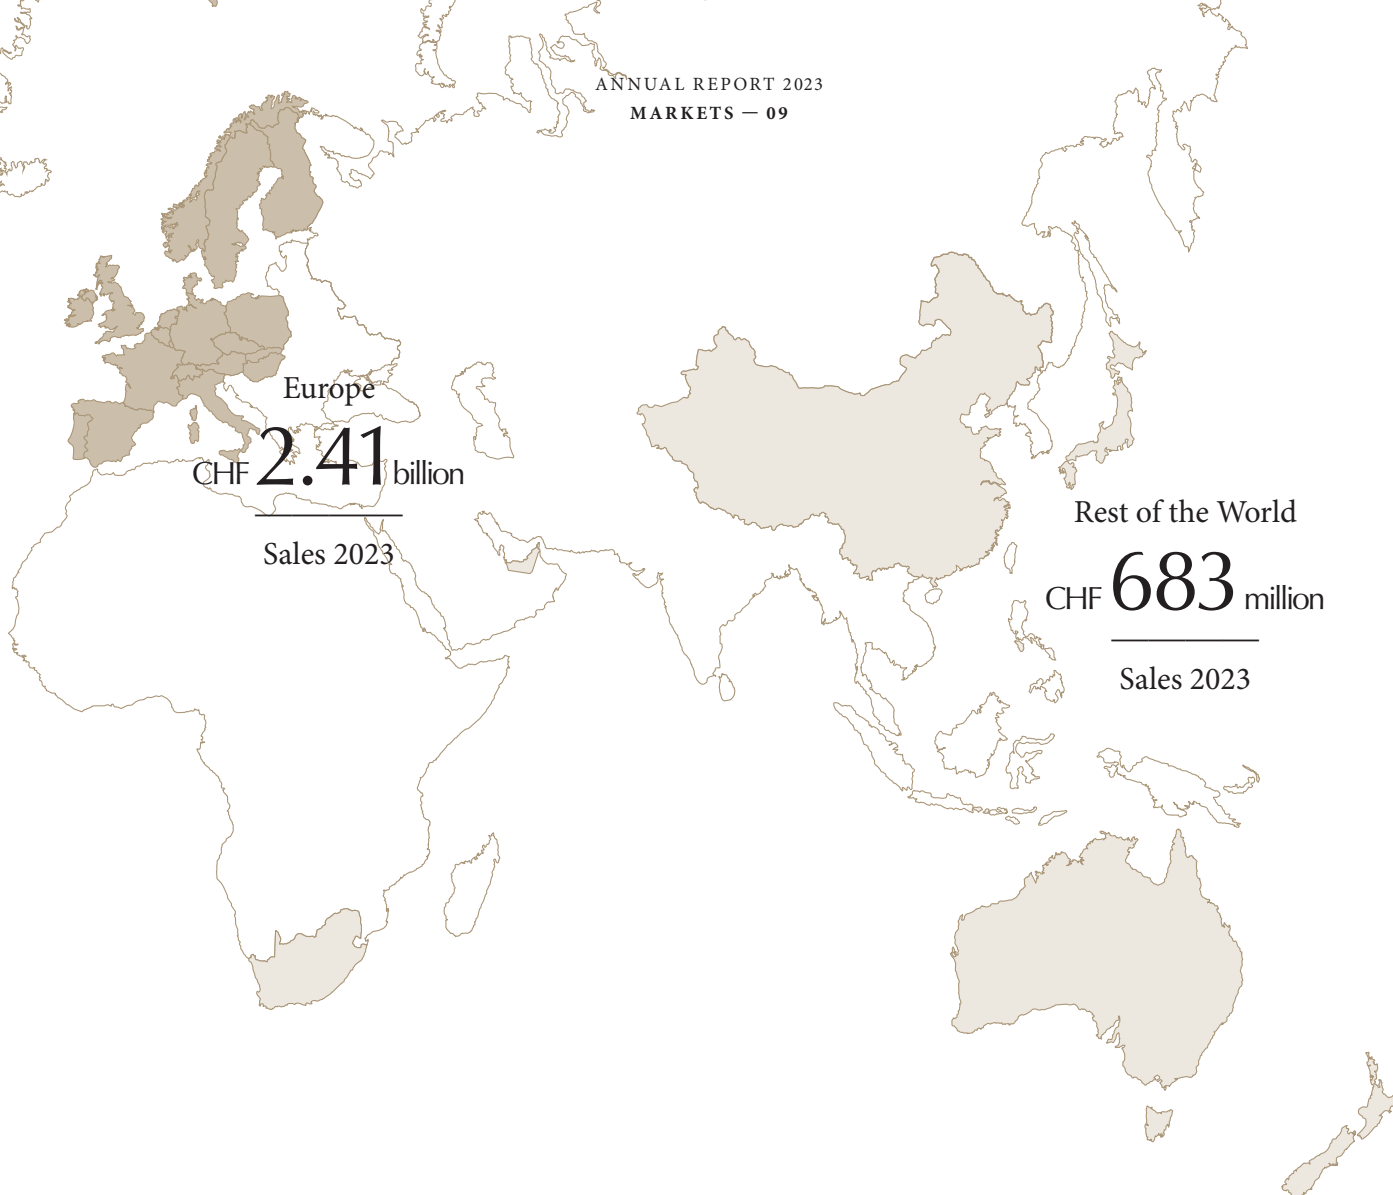 ANNUAL REPORT 2023
MARKETS — 09
Europe
CHF 2.41 billion
Sales 2023
Rest of the World
CHF 683 million
Sales 2023